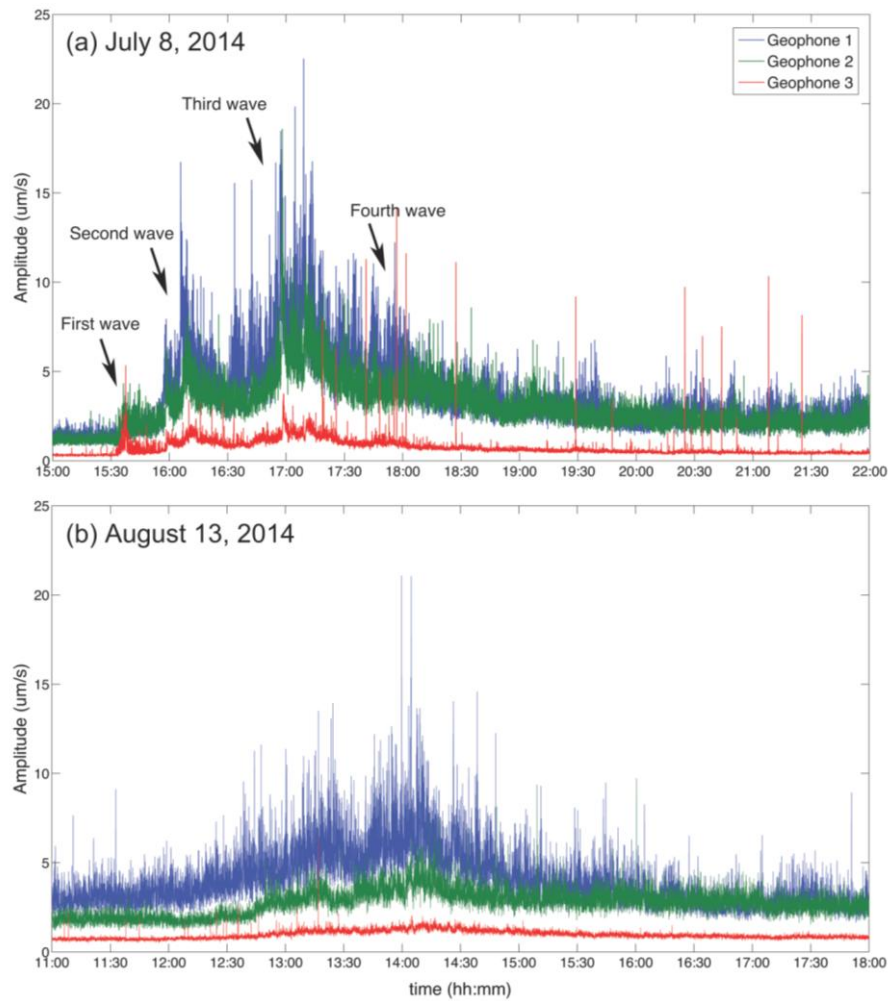 (a) July 8, 2014
Geophone 1
Geophone 2
Geophone 3
Third wave
Second wave
Fourth wave
First wave
Amplitude (um/s)
25
20
15
10
5
0
15:00 15:30 16:00 16:30 17:00 17:30 18:00 18:30 19:00 19:30 20:00 20:30 21:00 21:30 22:00
(b) August 13, 2014
Amplitude (um/s)
25
20
15
10
5
0
11:00 11:30 12:00 12:30 13:00 13:30 14:00 14:30 15:00 15:30 16:00 16:30 17:00 17:30 18:00
time (hh:mm)